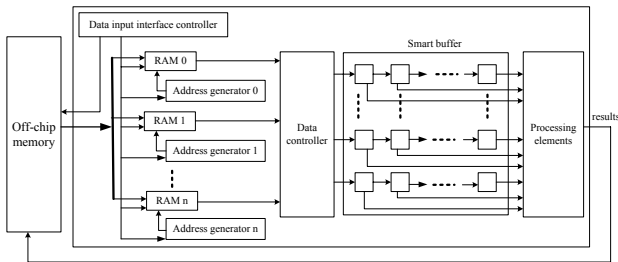 Data input interface controller
Smart buffer
RAM 0
Address generator 0
RAM 1
Address generator 1
RAM n
Address generator n
Off-chip
memory
Data
controller
Processing
elements
results